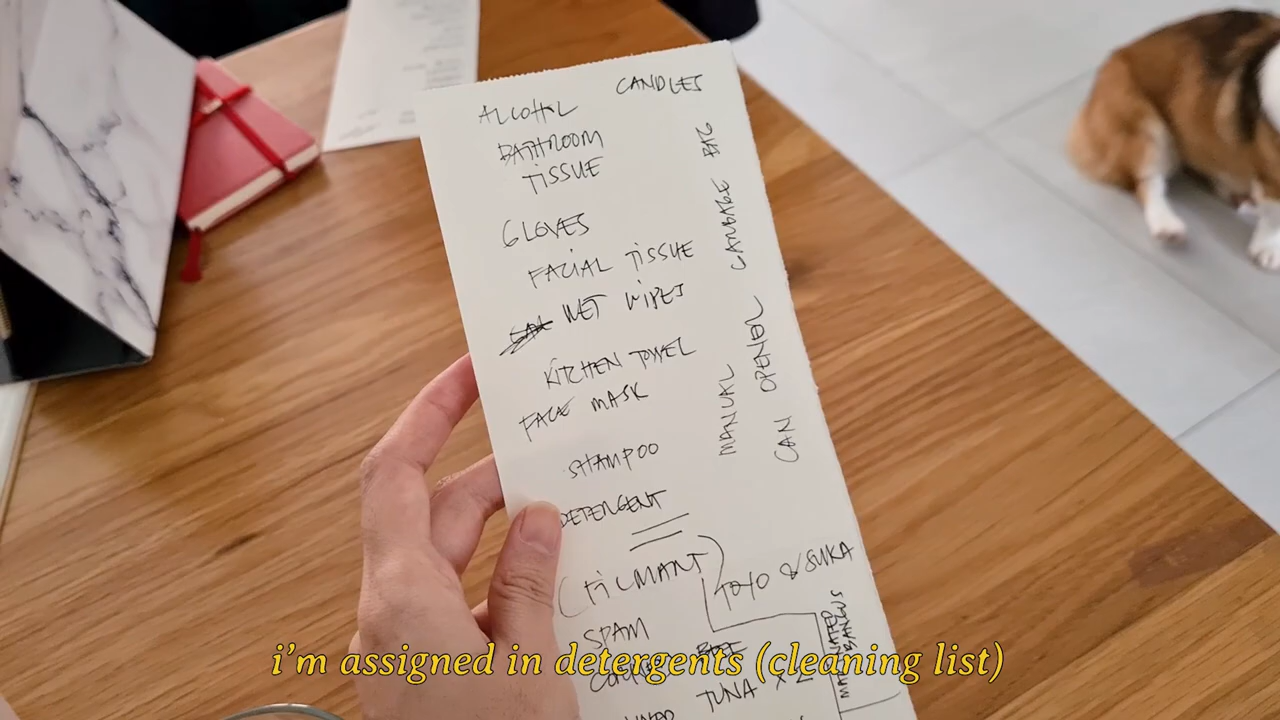 CANDLES
ALCOHOL
BATHROOM
TISSUE
GLOVES
FACIAL TISSUE
WET WIPES
KITCHEN TOWEL
FACE MASK
SHAMPOO
DETERGENT
GARBAGE BAG
MANUAL
CAN OPENER
TOYO & SUKA
SPAM
TUNA
BANGUS
i'm assigned in detergents (cleaning list)